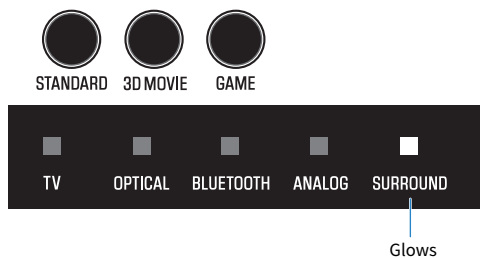 STANDARD 3D MOVIE GAME
TV OPTICAL BLUETOOTH ANALOG SURROUND
Glows